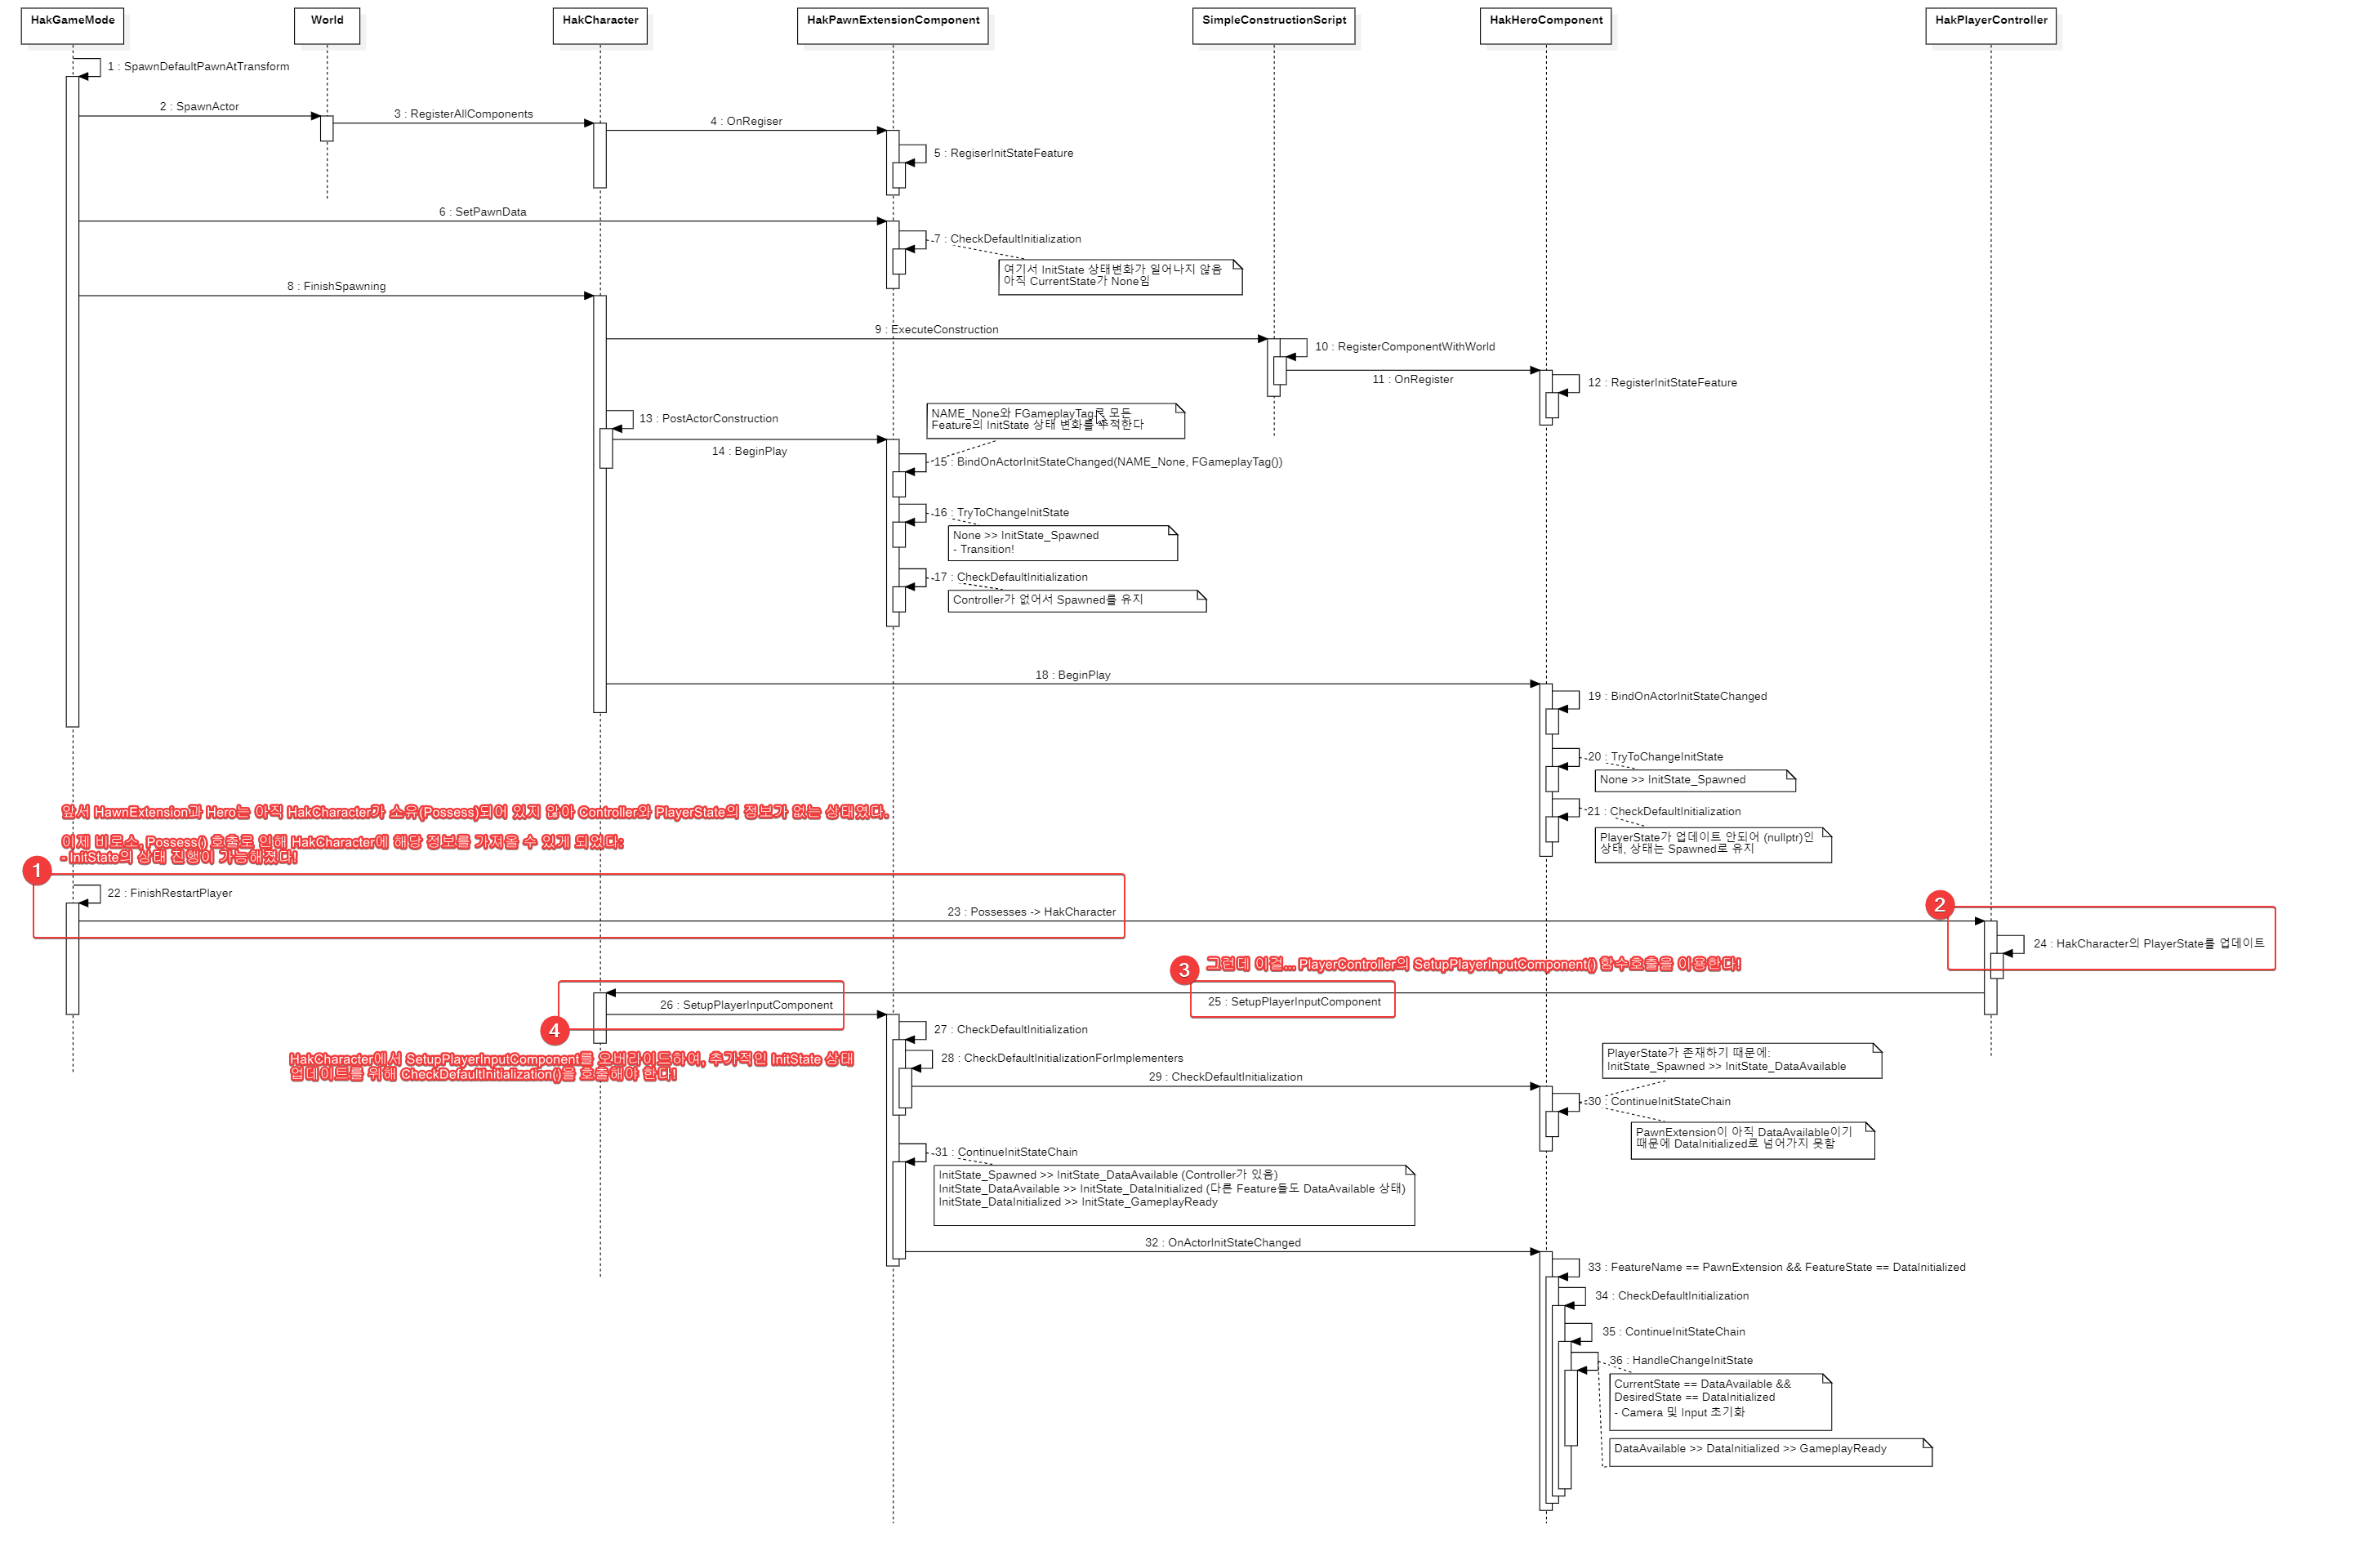 HakGameMode
World
HakCharacter
HakPawnExtensionComponent
SimpleConstructionScript
HakHeroComponent
HakPlayerController
1 : SpawnDefaultPawnAtTransform
2 : SpawnActor
3 : RegisterAllComponents
4 : OnRegiser
5 : RegiserInitStateFeature
6 : SetPawnData
7 : CheckDefaultInitialization
여기서 InitState 상태변화가 일어나지 않음
아직 CurrentState가 None임
8 : FinishSpawning
9 : ExecuteConstruction
10 : RegisterComponentWithWorld
11 : OnRegister
12 : RegisterInitStateFeature
13 : PostActorConstruction
NAME_None와 FGameplayTag로 모든
Feature의 InitState 상태 변화를 추적한다
14 : BeginPlay
15 : BindOnActorInitStateChanged(NAME_None, FGameplayTag())
16 : TryToChangeInitState
None >> InitState_Spawned
- Transition!
17 : CheckDefaultInitialization
Controller가 없어서 Spawned를 유지
18 : BeginPlay
19 : BindOnActorInitStateChanged
20 : TryToChangeInitState
None >> InitState_Spawned
21 : CheckDefaultInitialization
PlayerState가 업데이트 안되어 (nullptr)인
상태, 상태는 Spawned로 유지
앞서 HawnExtension과 Hero는 아직 HakCharacter가 소유(Possess)되어 있지 않아 Controller와 PlayerState의 정보가 없는 상태였다.
이제 비로소, Possess() 호출로 인해 HakCharacter에 해당 정보를 가져올 수 있게 되었다:
- InitState의 상태 진행이 가능해졌다!
1
22 : FinishRestartPlayer
23 : Possesses -> HakCharacter
2
24 : HakCharacter의 PlayerState를 업데이트
3
그런데 이걸... PlayerController의 SetupPlayerInputComponent() 함수호출을 이용한다!
25 : SetupPlayerInputComponent
26 : SetupPlayerInputComponent
4
HakCharacter에서 SetupPlayerInputComponent를 오버라이드하여, 추가적인 InitState 상태
업데이트를 위해 CheckDefaultInitialization()을 호출해야 한다!
27 : CheckDefaultInitialization
28 : CheckDefaultInitializationForImplementers
29 : CheckDefaultInitialization
PlayerState가 존재하기 때문에:
InitState_Spawned >> InitState_DataAvailable
30 : ContinueInitStateChain
PawnExtension이 아직 DataAvailable이기
때문에 DataInitialized로 넘어가지 못함
31 : ContinueInitStateChain
InitState_Spawned >> InitState_DataAvailable (Controller가 있음)
InitState_DataAvailable >> InitState_DataInitialized (다른 Feature들도 DataAvailable 상태)
InitState_DataInitialized >> InitState_GameplayReady
32 : OnActorInitStateChanged
33 : FeatureName == PawnExtension && FeatureState == DataInitialized
34 : CheckDefaultInitialization
35 : ContinueInitStateChain
36 : HandleChangeInitState
CurrentState == DataAvailable &&
DesiredState == DataInitialized
- Camera 및 Input 초기화
DataAvailable >> DataInitialized >> GameplayReady